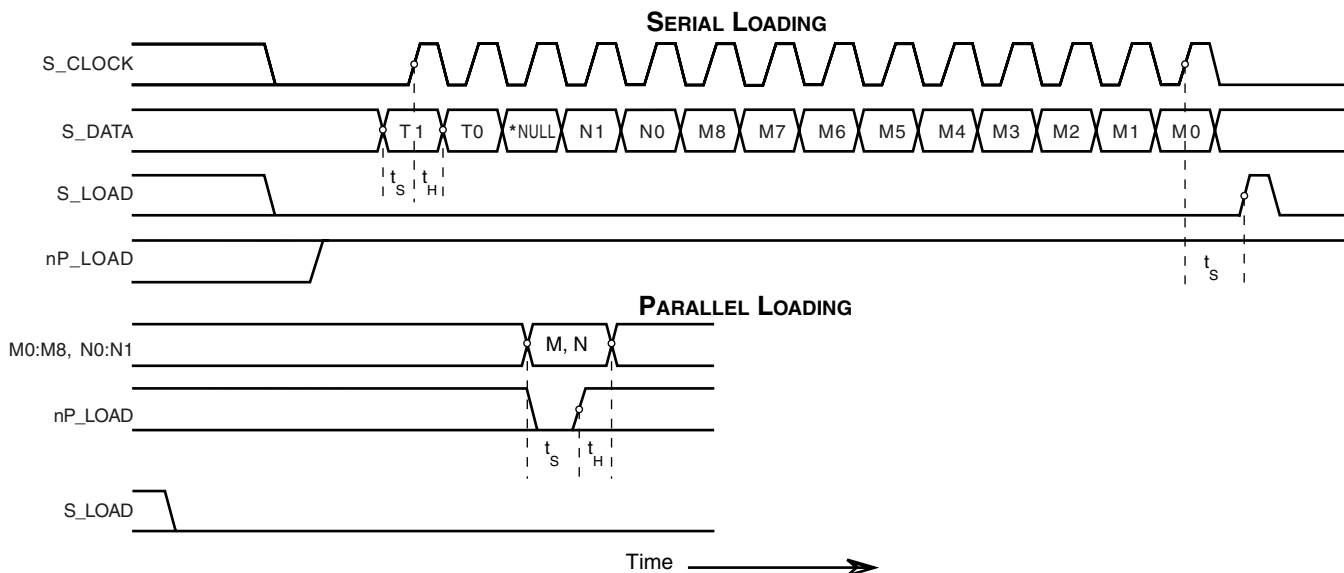 SERIAL LOADING
S_CLOCK
S_DATA T1 T0 *NULL N1 N0 M8 M7 M6 M5 M4 M3 M2 M1 M0
tS tH
S_LOAD
nP_LOAD
tS
PARALLEL LOADING
M0:M8, N0:N1 M, N
nP_LOAD
tS tH
S_LOAD
Time